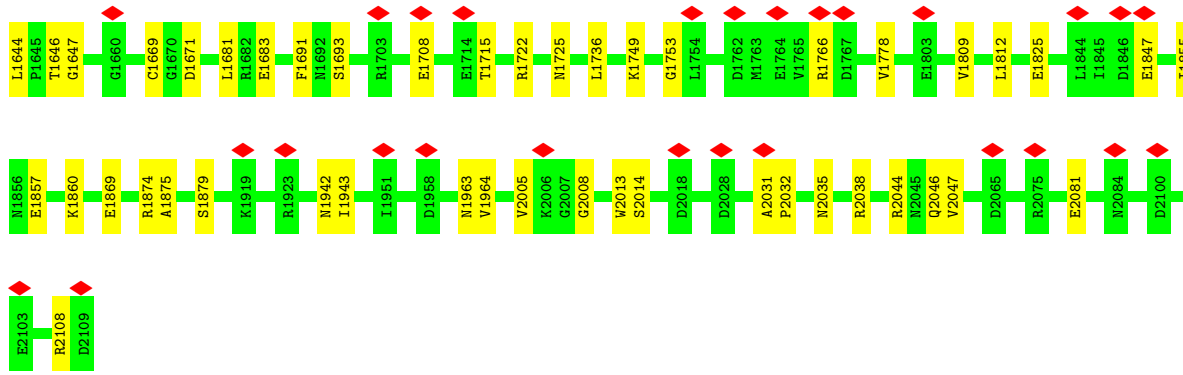 L1644 P1645 T1646 G1647 G1660 C1669 G1670 D1671 L1681 R1682 E1683 F1691 N1692 S1693 R1703 E1708 E1714 T1715 R1722 N1725 L1736 K1749 G1753 L1754 D1762 M1763 E1764 V1765 R1766 D1767 V1778 E1803 V1809 L1812 E1825 L1844 I1845 D1846 E1847 I1855
N1856 E1857 K1860 E1869 R1874 A1875 S1879 K1919 R1923 N1942 I1943 I1951 D1958 N1963 V1964 V2005 K2006 G2007 G2008 W2013 S2014 D2018 D2028 A2031 P2032 N2035 R2038 R2044 N2045 Q2046 V2047 D2065 R2075 E2081 N2084 D2100
E2103 R2108 D2109